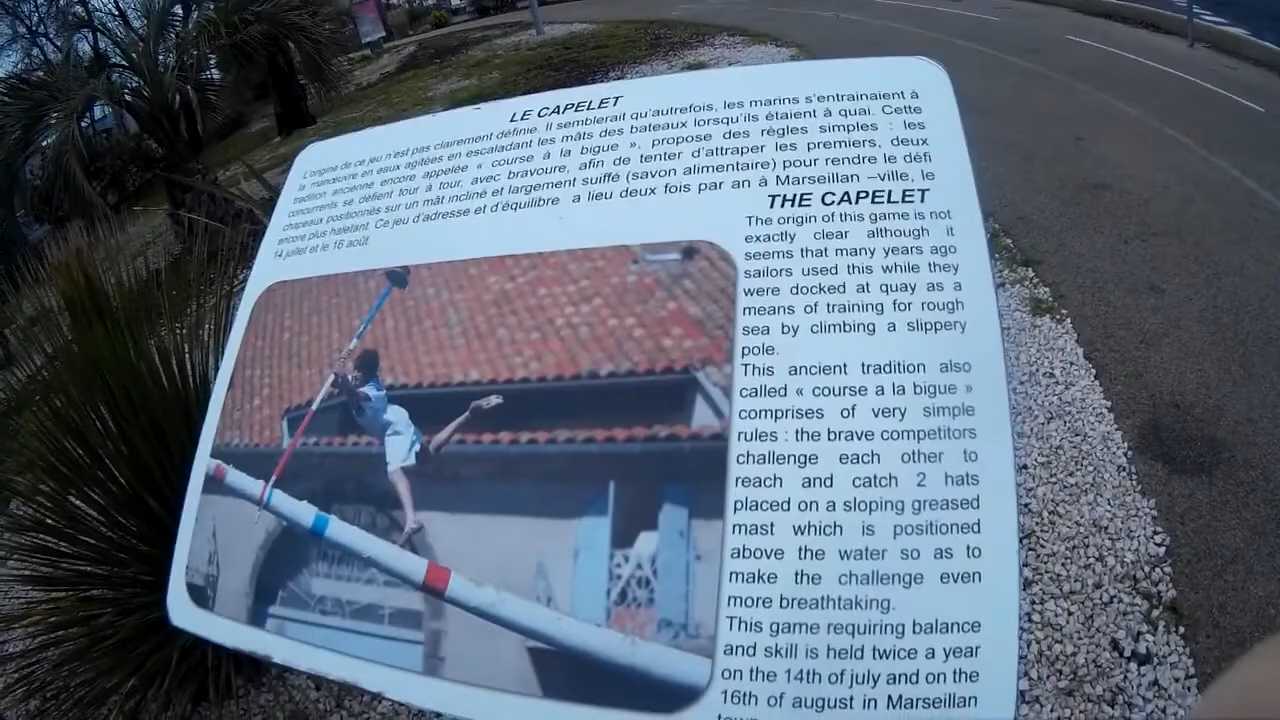 LE CAPELET
L'origine de ce jeu n'est pas clairement définie. Il semblerait qu'autrefois, les marins s'entrainaient à
la manœuvre en eaux agitées en escaladant les mâts des bateaux lorsqu'ils étaient à quai. Cette
tradition ancienne encore appelée « course à la bigue », propose des règles simples : les
concurrents se défient tour à tour, avec bravoure, afin de tenter d'attraper les premiers, deux
chapeaux positionnés sur un mât incliné et largement suiffé (savon alimentaire) pour rendre le défi
encore plus haletant. Ce jeu d'adresse et d'équilibre a lieu deux fois par an à Marseillan –ville, le
14 juillet et le 16 août.
THE CAPELET
The origin of this game is not
exactly clear although it
seems that many years ago
sailors used this while they
were docked at quay as a
means of training for rough
sea by climbing a slippery
pole.
This ancient tradition also
called « course a la bigue »
comprises of very simple
rules : the brave competitors
challenge each other to
reach and catch 2 hats
placed on a sloping greased
mast which is positioned
above the water so as to
make the challenge even
more breathtaking.
This game requiring balance
and skill is held twice a year
on the 14th of july and on the
16th of august in Marseillan